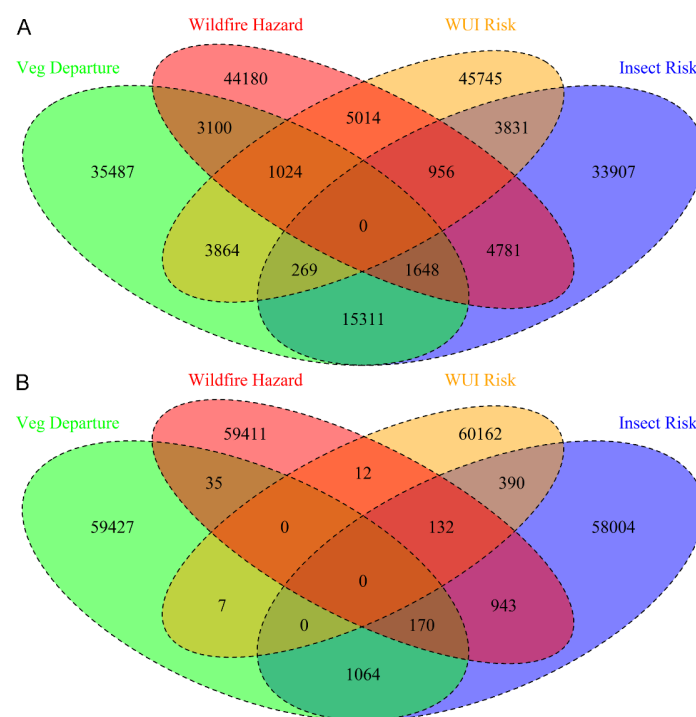 A
Wildfire Hazard WUI Risk
Veg Departure Insect Risk
44180 45745
3100 5014 3831
35487 1024 956 33907
0
3864 269 1648 4781
15311
B
Wildfire Hazard WUI Risk
Veg Departure Insect Risk
59411 60162
35 12 390
59427 0 132 58004
0
7 0 170 943
1064